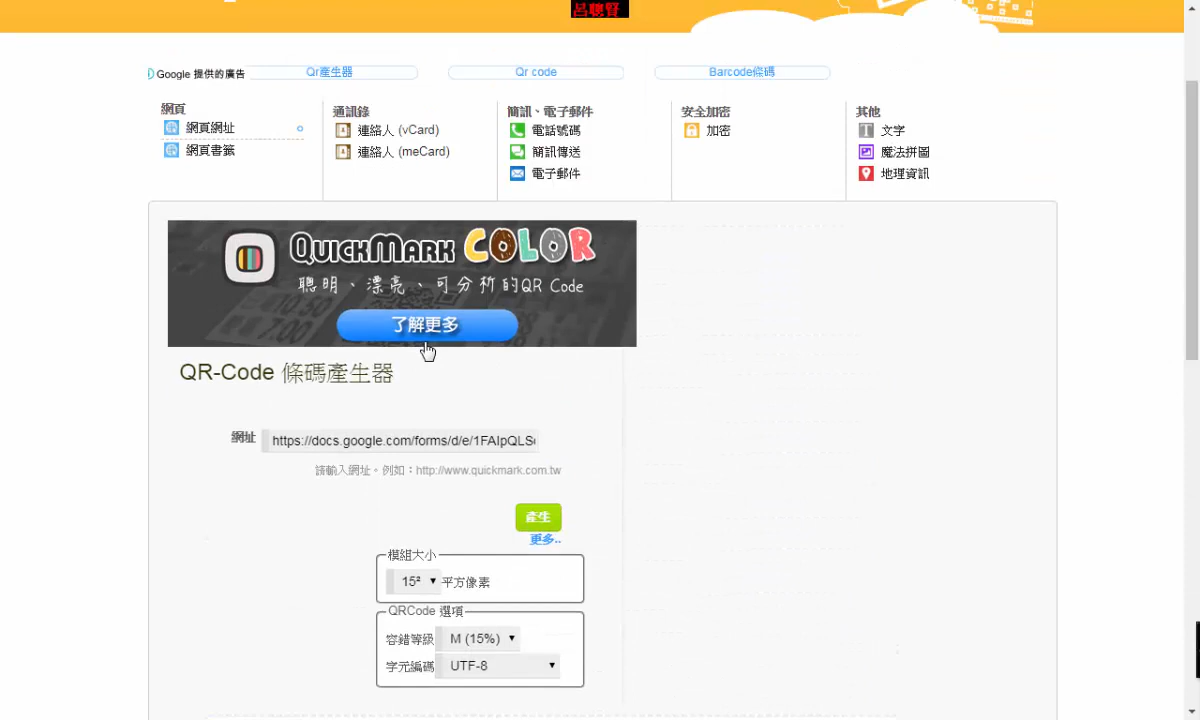 呂聰賢
Google 提供的廣告
Qr產生器
Qr code
Barcode條碼
網頁
網頁網址
網頁書籤
通訊錄
連絡人 (vCard)
連絡人 (meCard)
簡訊、電子郵件
電話號碼
簡訊傳送
電子郵件
安全加密
加密
其他
文字
魔法拼圖
地理資訊
QUICKMARK COLOR
聰明、漂亮、可分析的QR Code
了解更多
QR-Code 條碼產生器
網址 https://docs.google.com/forms/d/e/1FAIpQLS
請輸入網址。例如：http://www.quickmark.com.tw
產生
更多..
模組大小
15² 平方像素
QRCode 選項
容錯等級 M (15%)
字元編碼 UTF-8